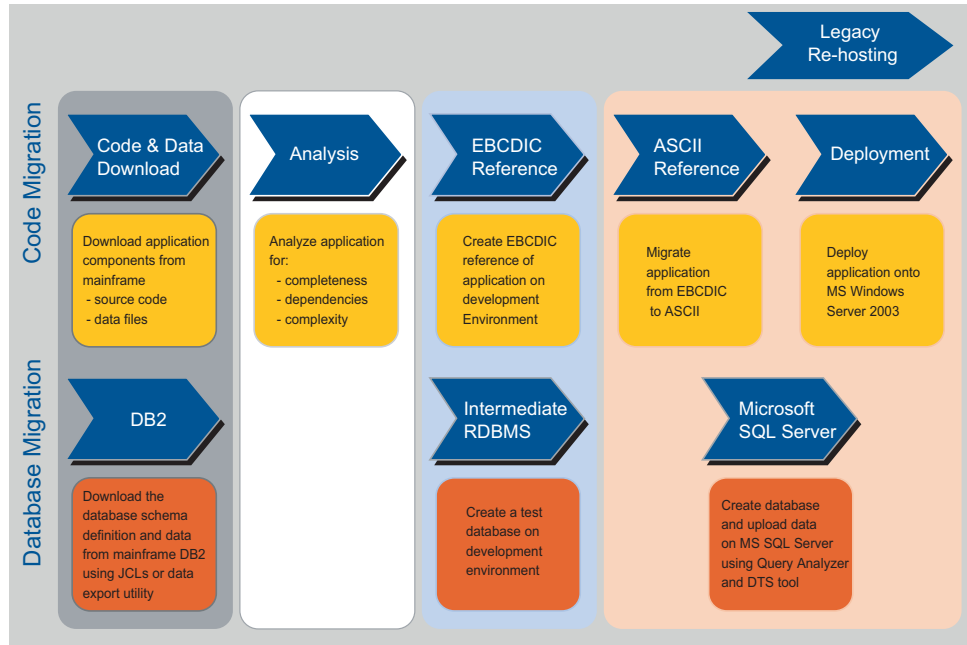 Legacy
Re-hosting
Code Migration
Code & Data
Download
Analysis
EBCDIC
Reference
ASCII
Reference
Deployment
Download application
components from
mainframe
- source code
- data files
Analyze application
for:
- completeness
- dependencies
- complexity
Create EBCDIC
reference of
application on
development
Environment
Migrate
application
from EBCDIC
to ASCII
Deploy
application onto
MS Windows
Server 2003
Database Migration
DB2
Intermediate
RDBMS
Microsoft
SQL Server
Download the
database schema
definition and data
from mainframe DB2
using JCLs or data
export utility
Create a test
database on
development
environment
Create database
and upload data
on MS SQL Server
using Query Analyzer
and DTS tool